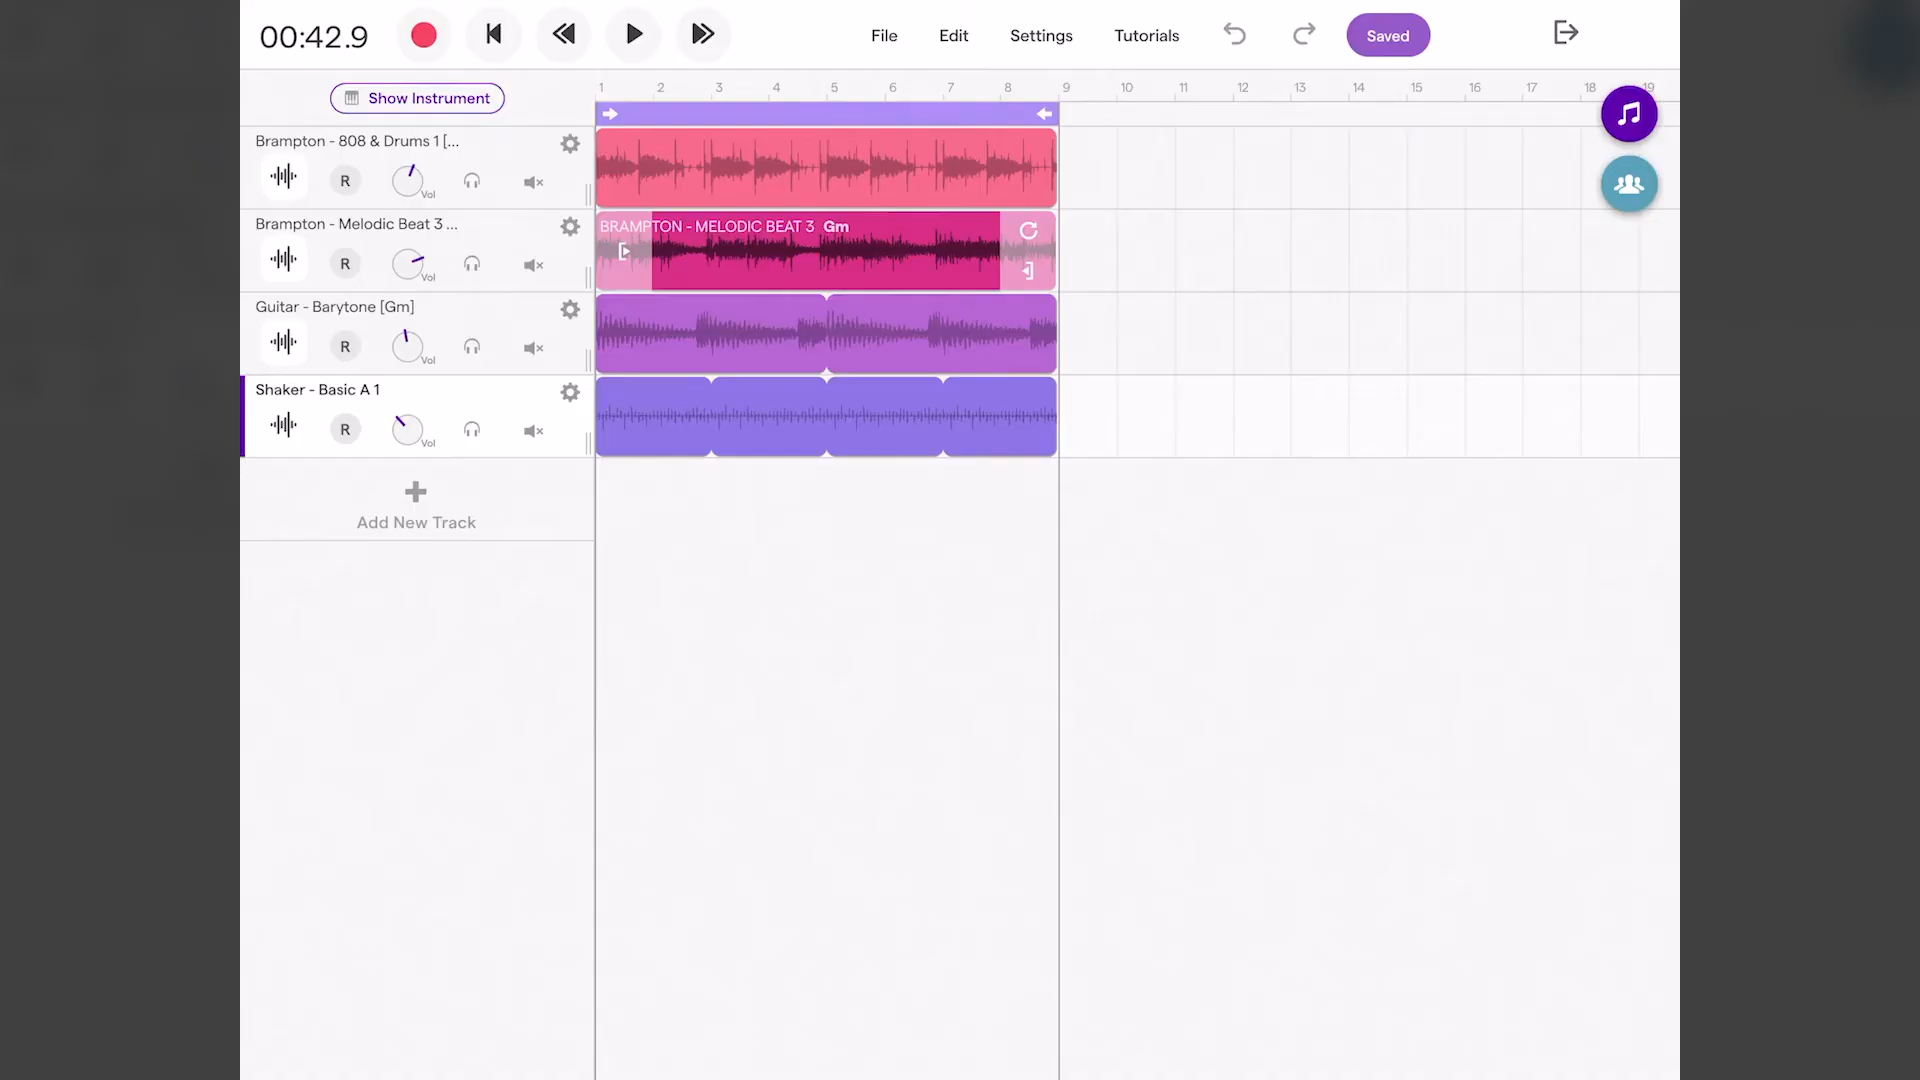 00:42.9
File Edit Settings Tutorials Saved
Show Instrument
1 2 3 4 5 6 7 8 9 10 11 12 13 14 15 16 17 18 19
Brampton - 808 & Drums 1 [...
R Vol
Brampton - Melodic Beat 3 ...
R Vol
BRAMPTON - MELODIC BEAT 3 Gm
Guitar - Barytone [Gm]
R Vol
Shaker - Basic A 1
R Vol
Add New Track